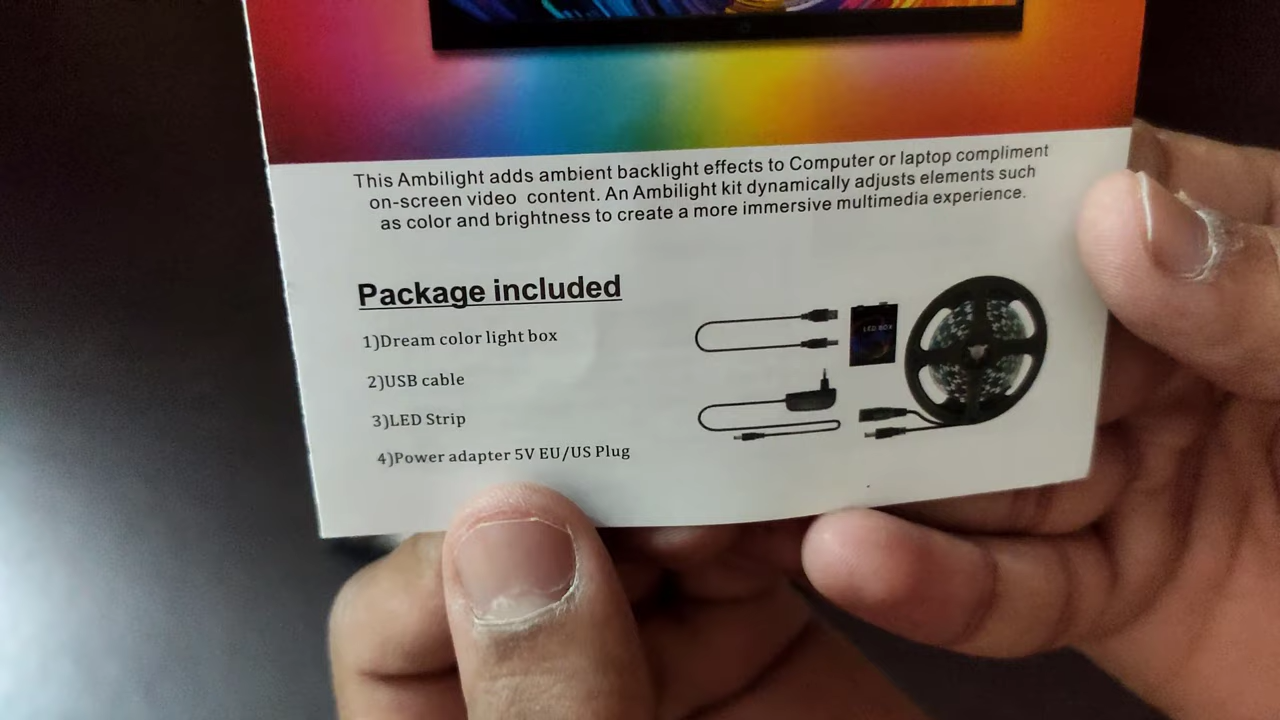 This Ambilight adds ambient backlight effects to Computer or laptop compliment
on-screen video content. An Ambilight kit dynamically adjusts elements such
as color and brightness to create a more immersive multimedia experience.
Package included
1)Dream color light box
2)USB cable
3)LED Strip
4)Power adapter 5V EU/US Plug
LED BOX